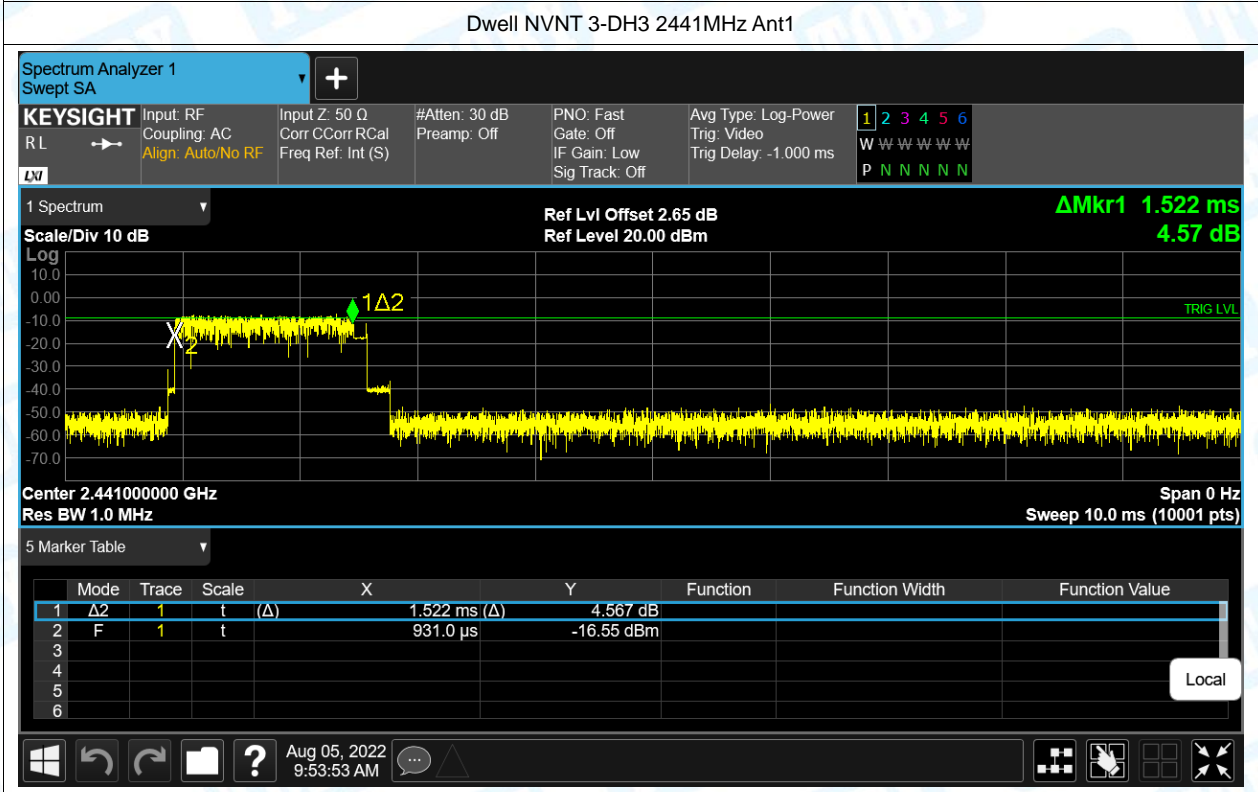 Dwell NVNT 3-DH3 2441MHz Ant1
Spectrum Analyzer 1
Swept SA
KEYSIGHT Input: RF Input Z: 50 Ω #Atten: 30 dB PNO: Fast Avg Type: Log-Power 1 2 3 4 5 6
RL Coupling: AC Corr CCorr RCal Preamp: Off Gate: Off Trig: Video W W W W W W
Align: Auto/No RF Freq Ref: Int (S) IF Gain: Low Trig Delay: -1.000 ms
LXI Sig Track: Off P N N N N N
1 Spectrum Ref Lvl Offset 2.65 dB ΔMkr1 1.522 ms
Scale/Div 10 dB Ref Level 20.00 dBm 4.57 dB
Log
10.0
0.00 1Δ2
-10.0 TRIG LVL
-20.0 X2
-30.0
-40.0
-50.0
-60.0
-70.0
Center 2.441000000 GHz Span 0 Hz
Res BW 1.0 MHz Sweep 10.0 ms (10001 pts)
5 Marker Table
Mode Trace Scale X Y Function Function Width Function Value
1 Δ2 1 t (Δ) 1.522 ms (Δ) 4.567 dB
2 F 1 t 931.0 µs -16.55 dBm
3
4
5
6
Local
? Aug 05, 2022
9:53:53 AM